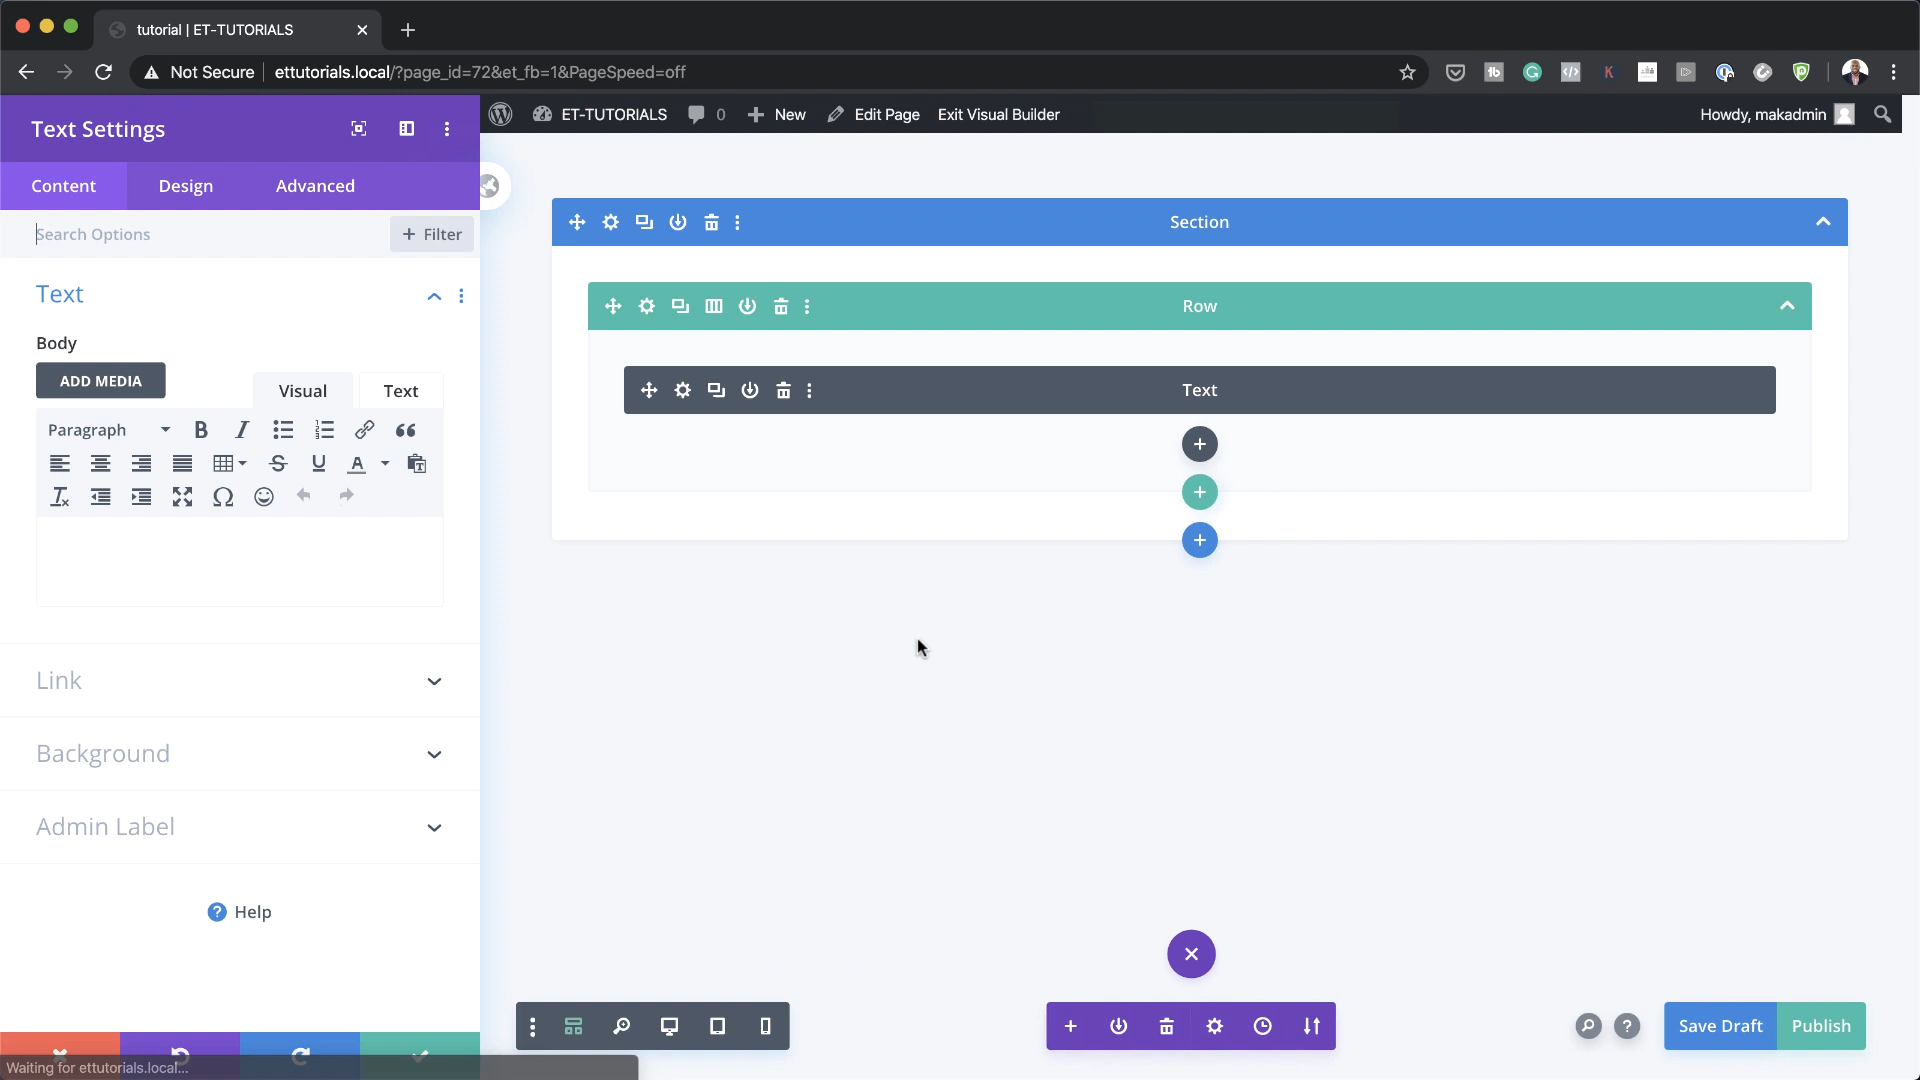 tutorial | ET-TUTORIALS
Not Secure
ettutorials.local/?page_id=72&et_fb=1&PageSpeed=off
Text Settings
ET-TUTORIALS
0
New
Edit Page
Exit Visual Builder
Howdy, makadmin
Content
Design
Advanced
Search Options
+ Filter
Section
Text
Row
Body
ADD MEDIA
Visual
Text
Text
Paragraph
Link
Background
Admin Label
Help
Save Draft
Publish
Waiting for ettutorials.local...